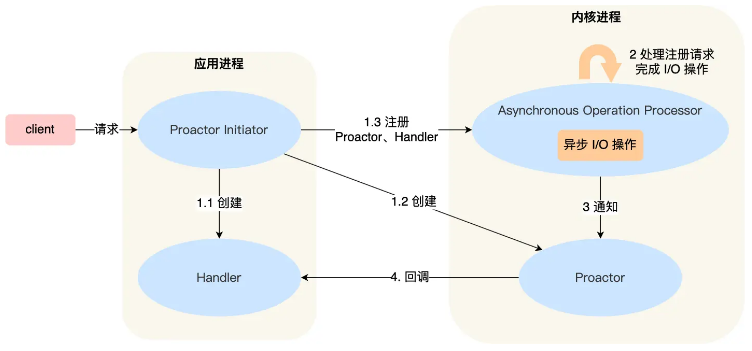 内核进程
应用进程
2 处理注册请求
完成 I/O 操作
client
请求
Proactor Initiator
1.3 注册
Proactor、Handler
Asynchronous Operation Processor
异步 I/O 操作
1.1 创建
1.2 创建
3 通知
Handler
4. 回调
Proactor